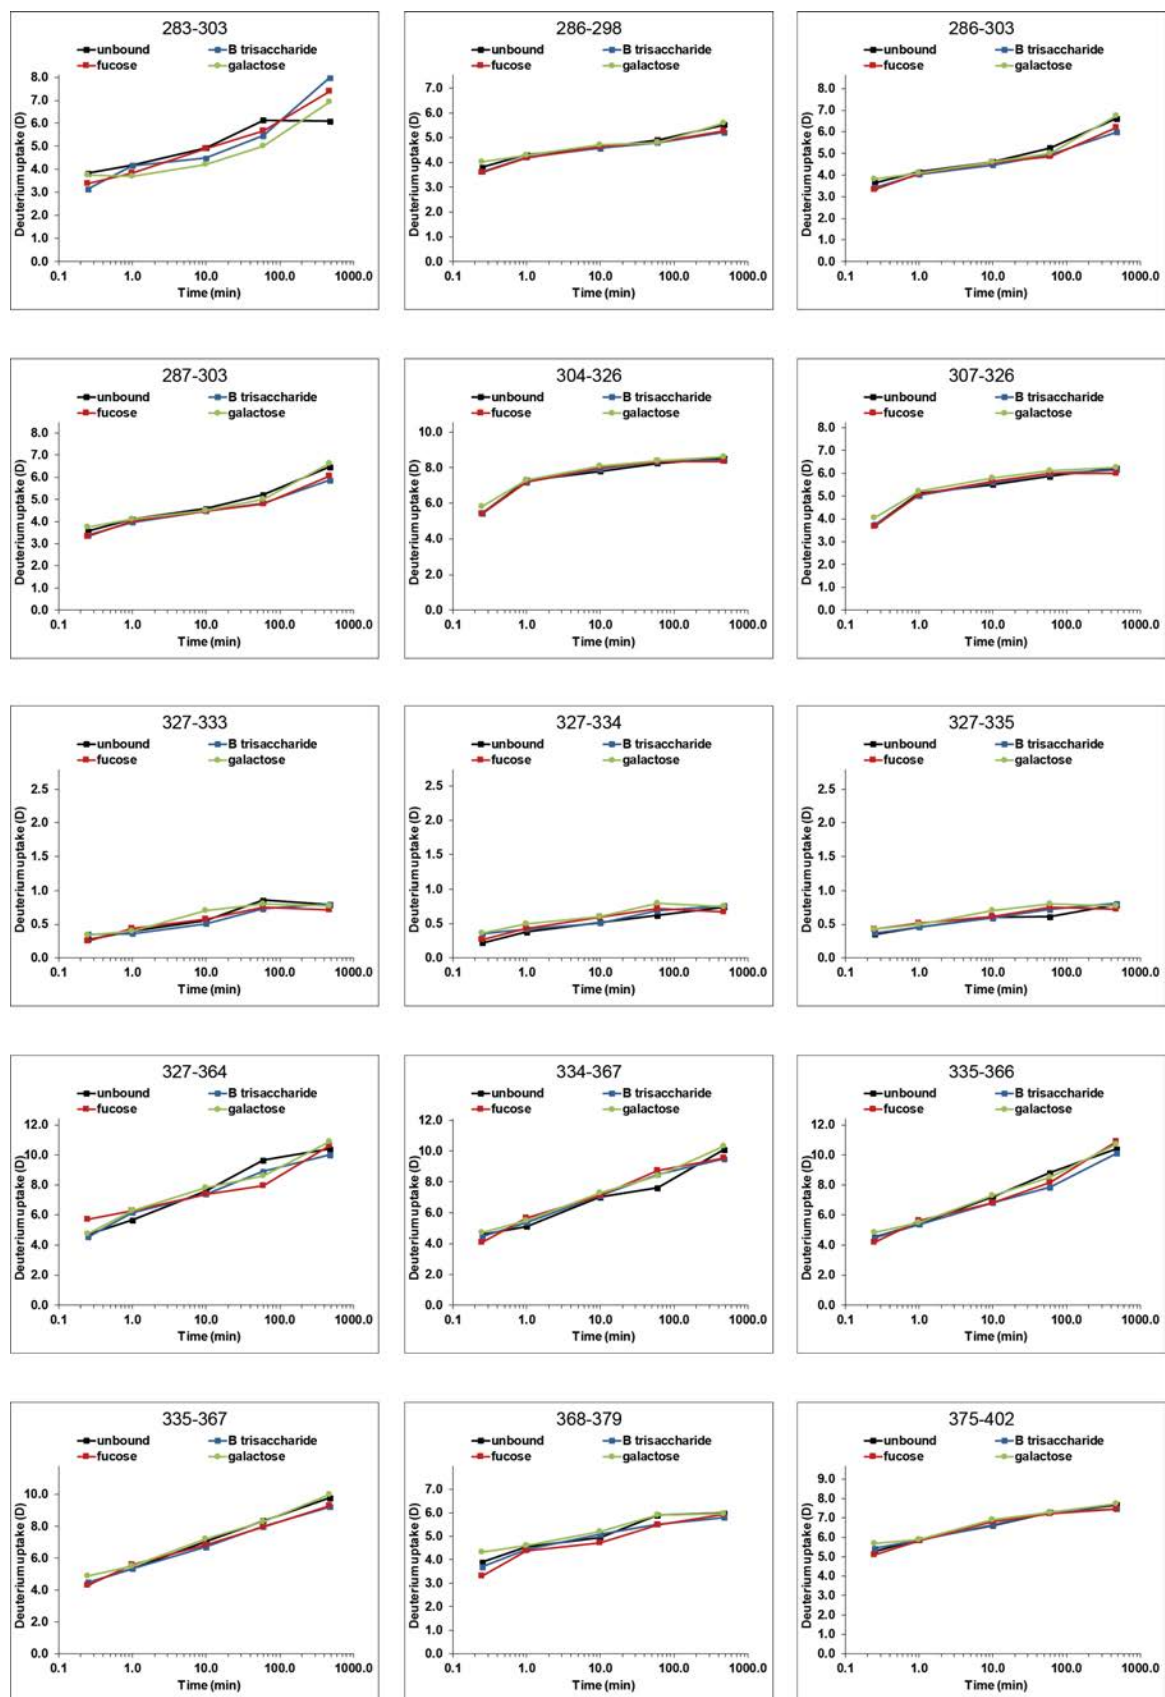 283-303
unbound B trisaccharide
fucose galactose
Deuterium uptake (D)
8.0
7.0
6.0
5.0
4.0
3.0
2.0
1.0
0.0
0.1 1.0 10.0 100.0 1000.0
Time (min)
286-298
unbound B trisaccharide
fucose galactose
Deuterium uptake (D)
7.0
6.0
5.0
4.0
3.0
2.0
1.0
0.0
0.1 1.0 10.0 100.0 1000.0
Time (min)
286-303
unbound B trisaccharide
fucose galactose
Deuterium uptake (D)
8.0
7.0
6.0
5.0
4.0
3.0
2.0
1.0
0.0
0.1 1.0 10.0 100.0 1000.0
Time (min)
287-303
unbound B trisaccharide
fucose galactose
Deuterium uptake (D)
8.0
7.0
6.0
5.0
4.0
3.0
2.0
1.0
0.0
0.1 1.0 10.0 100.0 1000.0
Time (min)
304-326
unbound B trisaccharide
fucose galactose
Deuterium uptake (D)
10.0
8.0
6.0
4.0
2.0
0.0
0.1 1.0 10.0 100.0 1000.0
Time (min)
307-326
unbound B trisaccharide
fucose galactose
Deuterium uptake (D)
8.0
7.0
6.0
5.0
4.0
3.0
2.0
1.0
0.0
0.1 1.0 10.0 100.0 1000.0
Time (min)
327-333
unbound B trisaccharide
fucose galactose
Deuterium uptake (D)
2.5
2.0
1.5
1.0
0.5
0.0
0.1 1.0 10.0 100.0 1000.0
Time (min)
327-334
unbound B trisaccharide
fucose galactose
Deuterium uptake (D)
2.5
2.0
1.5
1.0
0.5
0.0
0.1 1.0 10.0 100.0 1000.0
Time (min)
327-335
unbound B trisaccharide
fucose galactose
Deuterium uptake (D)
2.5
2.0
1.5
1.0
0.5
0.0
0.1 1.0 10.0 100.0 1000.0
Time (min)
327-364
unbound B trisaccharide
fucose galactose
Deuterium uptake (D)
12.0
10.0
8.0
6.0
4.0
2.0
0.0
0.1 1.0 10.0 100.0 1000.0
Time (min)
334-367
unbound B trisaccharide
fucose galactose
Deuterium uptake (D)
12.0
10.0
8.0
6.0
4.0
2.0
0.0
0.1 1.0 10.0 100.0 1000.0
Time (min)
335-366
unbound B trisaccharide
fucose galactose
Deuterium uptake (D)
12.0
10.0
8.0
6.0
4.0
2.0
0.0
0.1 1.0 10.0 100.0 1000.0
Time (min)
335-367
unbound B trisaccharide
fucose galactose
Deuterium uptake (D)
10.0
8.0
6.0
4.0
2.0
0.0
0.1 1.0 10.0 100.0 1000.0
Time (min)
368-379
unbound B trisaccharide
fucose galactose
Deuterium uptake (D)
7.0
6.0
5.0
4.0
3.0
2.0
1.0
0.0
0.1 1.0 10.0 100.0 1000.0
Time (min)
375-402
unbound B trisaccharide
fucose galactose
Deuterium uptake (D)
9.0
8.0
7.0
6.0
5.0
4.0
3.0
2.0
1.0
0.0
0.1 1.0 10.0 100.0 1000.0
Time (min)